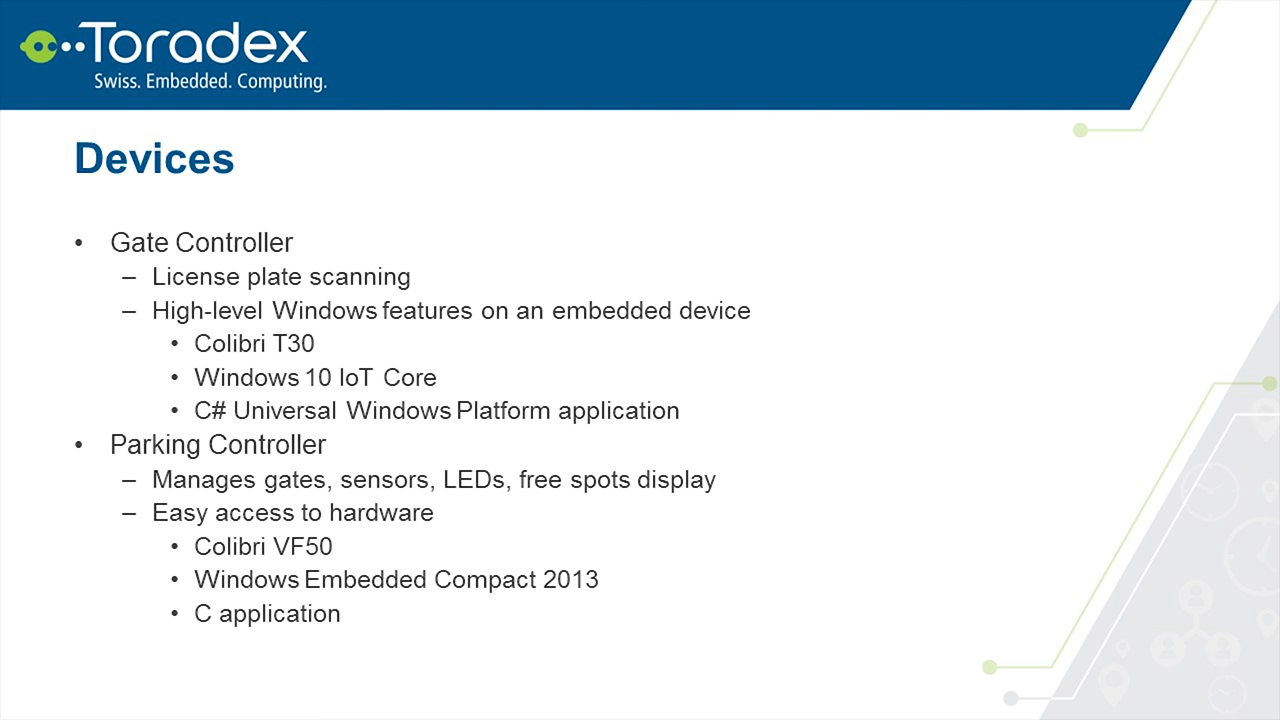 Toradex
Swiss. Embedded. Computing.
Devices
• Gate Controller
– License plate scanning
– High-level Windows features on an embedded device
• Colibri T30
• Windows 10 IoT Core
• C# Universal Windows Platform application
• Parking Controller
– Manages gates, sensors, LEDs, free spots display
– Easy access to hardware
• Colibri VF50
• Windows Embedded Compact 2013
• C application